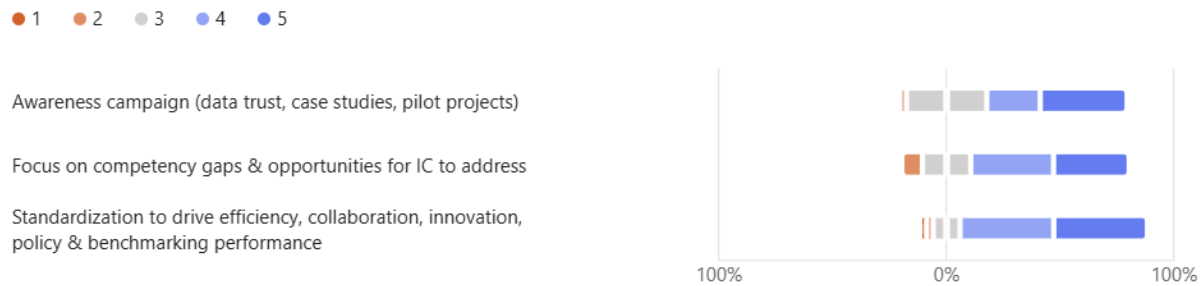 1 2 3 4 5
Awareness campaign (data trust, case studies, pilot projects)
Focus on competency gaps & opportunities for IC to address
Standardization to drive efficiency, collaboration, innovation,
policy & benchmarking performance
100% 0% 100%